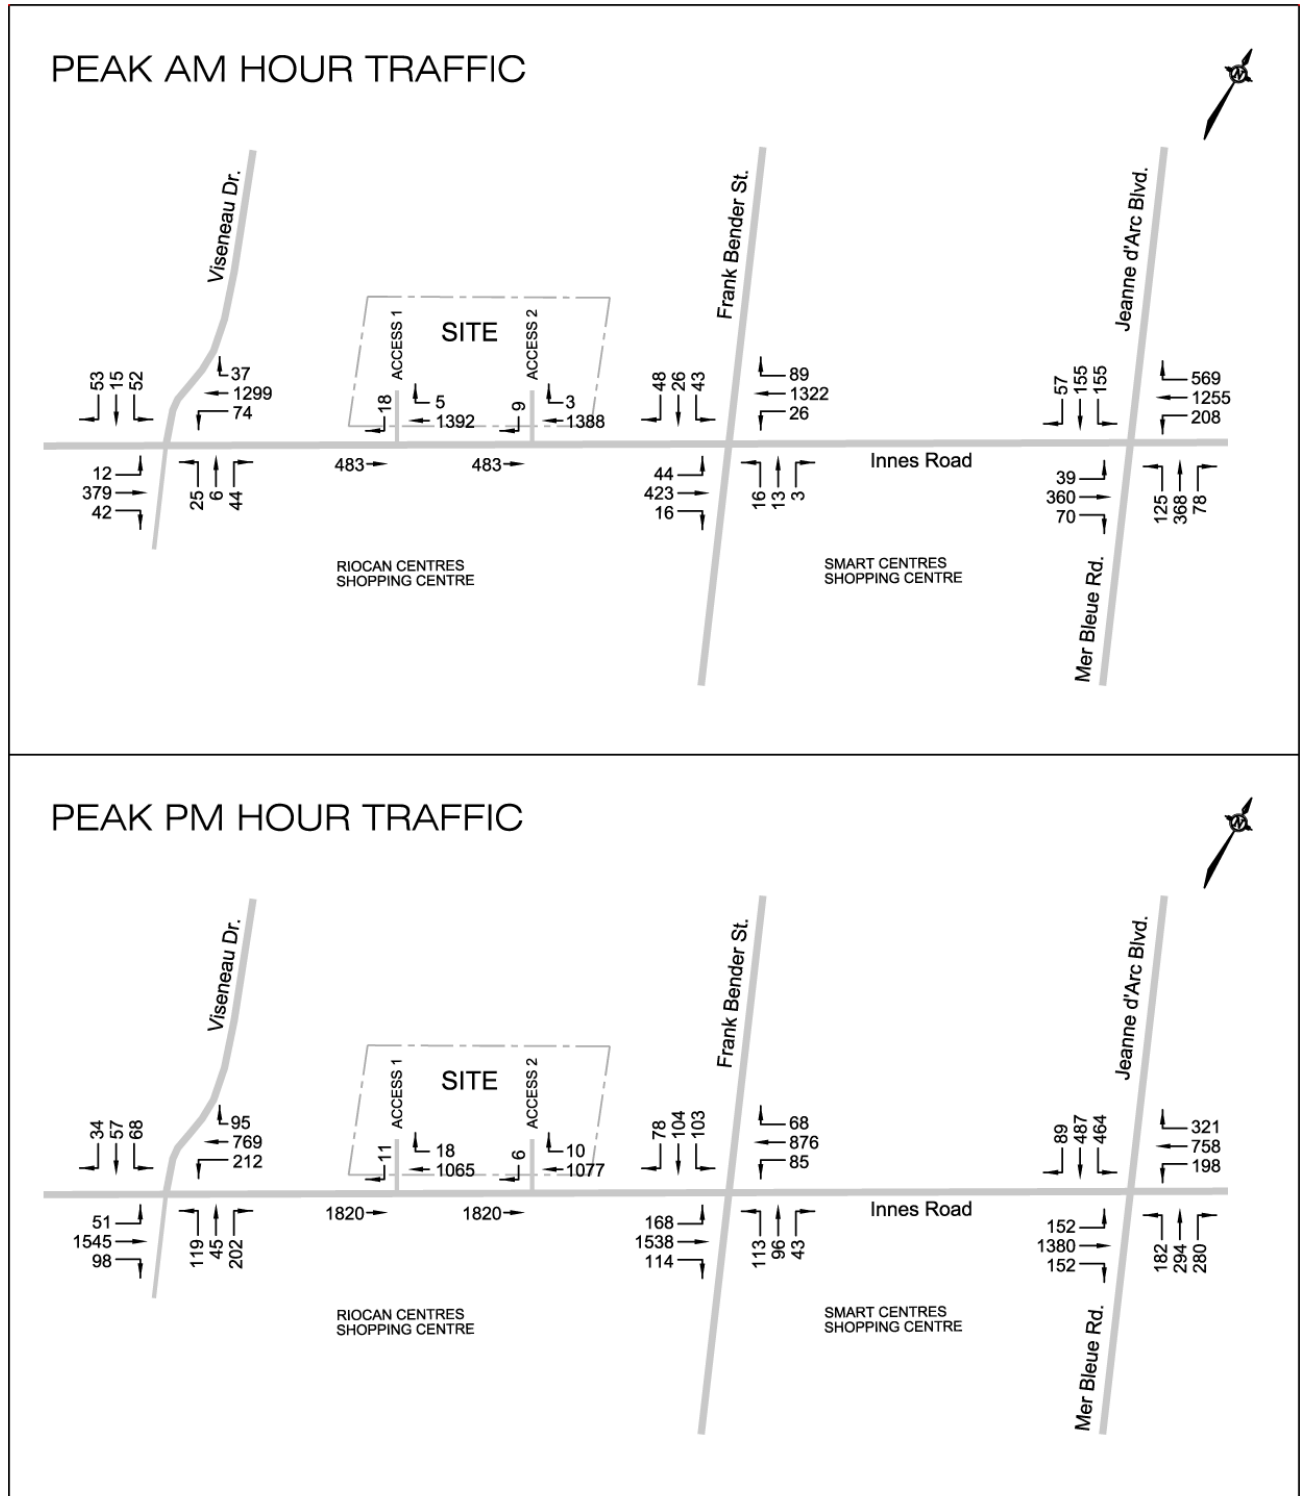 PEAK AM HOUR TRAFFIC
N
Viseneau Dr.
Frank Bender St.
Jeanne d'Arc Blvd.
ACCESS 1
SITE
ACCESS 2
53 15 52
37
1299
74
18
5
1392
9
3
1388
48 26 43
89
1322
26
57 155 155
569
1255
208
Innes Road
12
379
42
25 6 44
483
483
44
423
16
16 13 3
39
360
70
125 368 78
RIOCAN CENTRES
SHOPPING CENTRE
SMART CENTRES
SHOPPING CENTRE
Mer Bleue Rd.
PEAK PM HOUR TRAFFIC
N
Viseneau Dr.
Frank Bender St.
Jeanne d'Arc Blvd.
ACCESS 1
SITE
ACCESS 2
34 57 68
95
769
212
11
18
1065
6
10
1077
78 104 103
68
876
85
89 487 464
321
758
198
Innes Road
51
1545
98
119 45 202
1820
1820
168
1538
114
113 96 43
152
1380
152
182 294 280
RIOCAN CENTRES
SHOPPING CENTRE
SMART CENTRES
SHOPPING CENTRE
Mer Bleue Rd.